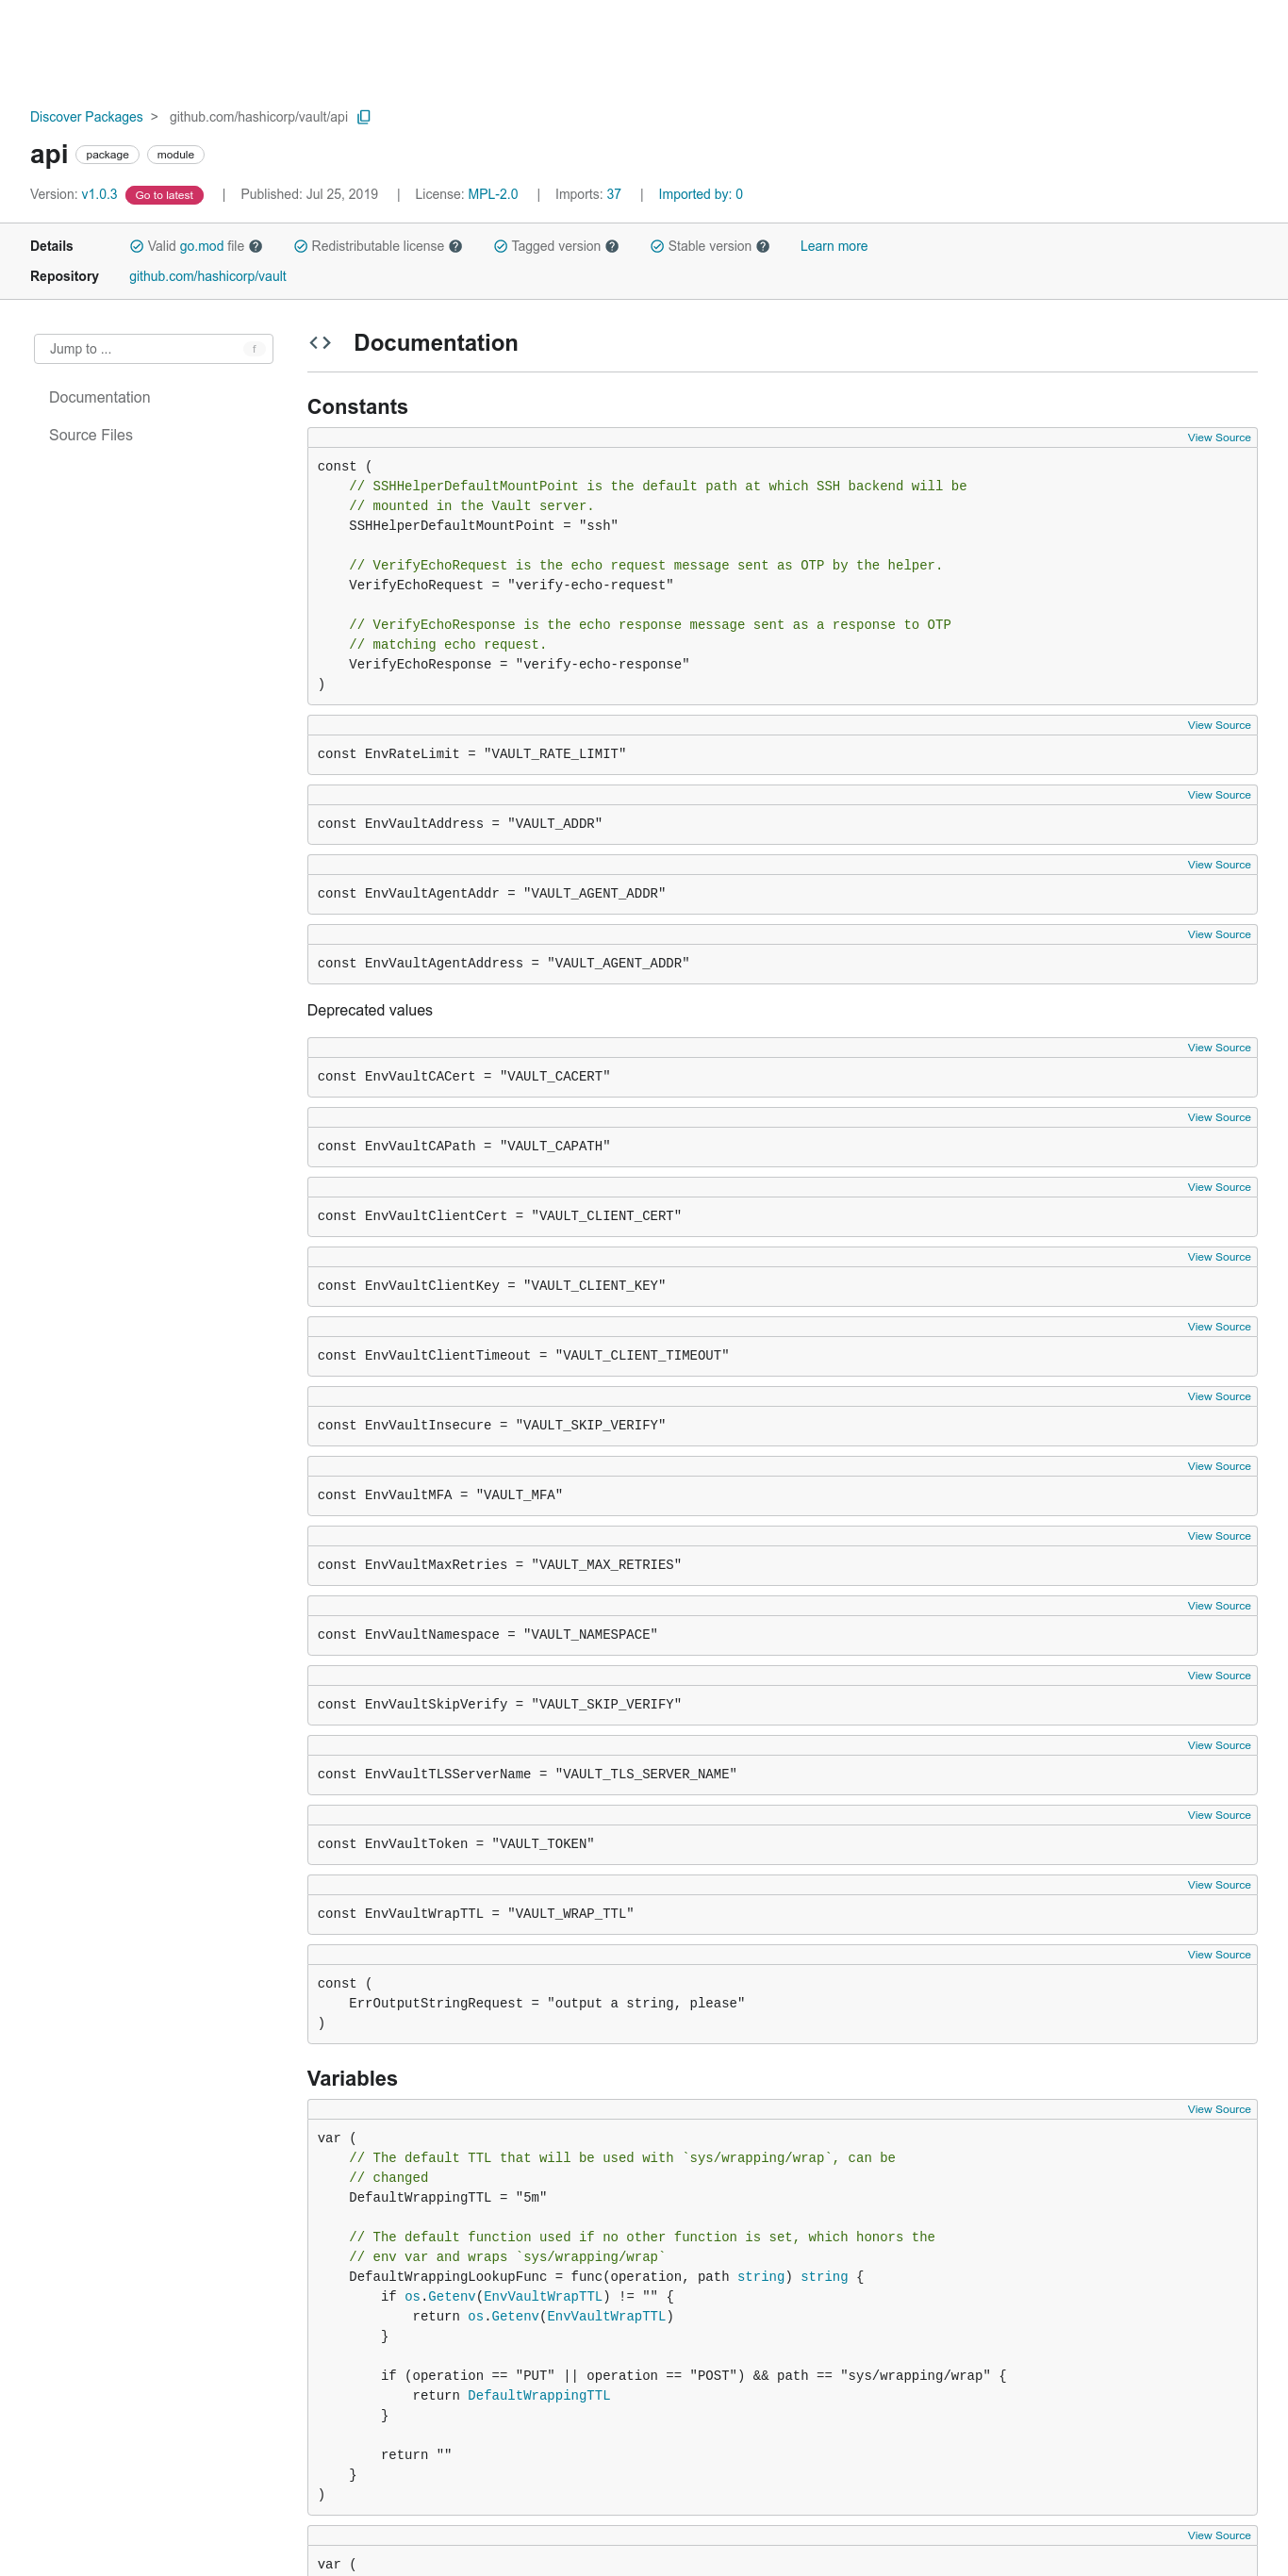 Discover Packages > github.com/hashicorp/vault/api
api package module
Version: v1.0.3 Go to latest | Published: Jul 25, 2019 | License: MPL-2.0 | Imports: 37 | Imported by: 0
Details Valid go.mod file ? Redistributable license ? Tagged version ? Stable version ? Learn more
Repository github.com/hashicorp/vault
Jump to ... f
Documentation
Source Files
<> Documentation
Constants
View Source
const (
    // SSHHelperDefaultMountPoint is the default path at which SSH backend will be
    // mounted in the Vault server.
    SSHHelperDefaultMountPoint = "ssh"

    // VerifyEchoRequest is the echo request message sent as OTP by the helper.
    VerifyEchoRequest = "verify-echo-request"

    // VerifyEchoResponse is the echo response message sent as a response to OTP
    // matching echo request.
    VerifyEchoResponse = "verify-echo-response"
)
View Source
const EnvRateLimit = "VAULT_RATE_LIMIT"
View Source
const EnvVaultAddress = "VAULT_ADDR"
View Source
const EnvVaultAgentAddr = "VAULT_AGENT_ADDR"
View Source
const EnvVaultAgentAddress = "VAULT_AGENT_ADDR"
Deprecated values
View Source
const EnvVaultCACert = "VAULT_CACERT"
View Source
const EnvVaultCAPath = "VAULT_CAPATH"
View Source
const EnvVaultClientCert = "VAULT_CLIENT_CERT"
View Source
const EnvVaultClientKey = "VAULT_CLIENT_KEY"
View Source
const EnvVaultClientTimeout = "VAULT_CLIENT_TIMEOUT"
View Source
const EnvVaultInsecure = "VAULT_SKIP_VERIFY"
View Source
const EnvVaultMFA = "VAULT_MFA"
View Source
const EnvVaultMaxRetries = "VAULT_MAX_RETRIES"
View Source
const EnvVaultNamespace = "VAULT_NAMESPACE"
View Source
const EnvVaultSkipVerify = "VAULT_SKIP_VERIFY"
View Source
const EnvVaultTLSServerName = "VAULT_TLS_SERVER_NAME"
View Source
const EnvVaultToken = "VAULT_TOKEN"
View Source
const EnvVaultWrapTTL = "VAULT_WRAP_TTL"
View Source
const (
    ErrOutputStringRequest = "output a string, please"
)
Variables
View Source
var (
    // The default TTL that will be used with `sys/wrapping/wrap`, can be
    // changed
    DefaultWrappingTTL = "5m"

    // The default function used if no other function is set, which honors the
    // env var and wraps `sys/wrapping/wrap`
    DefaultWrappingLookupFunc = func(operation, path string) string {
        if os.Getenv(EnvVaultWrapTTL) != "" {
            return os.Getenv(EnvVaultWrapTTL)
        }

        if (operation == "PUT" || operation == "POST") && path == "sys/wrapping/wrap" {
            return DefaultWrappingTTL
        }

        return ""
    }
)
View Source
var (